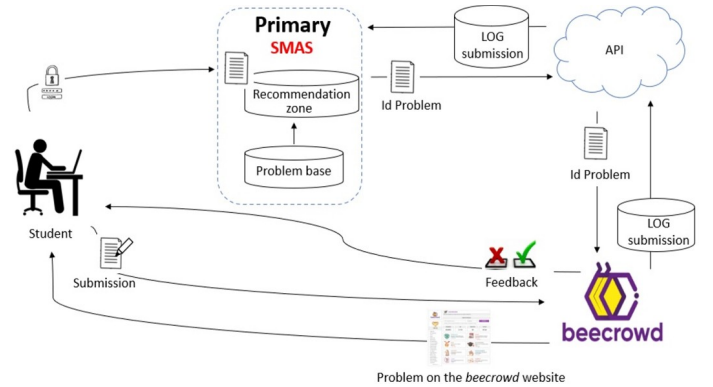 Primary
SMAS
LOG
submission
API
Recommendation
zone
Id Problem
Problem base
Id Problem
LOG
submission
Student
Submission
Feedback
beecrowd
Problem on the beecrowd website